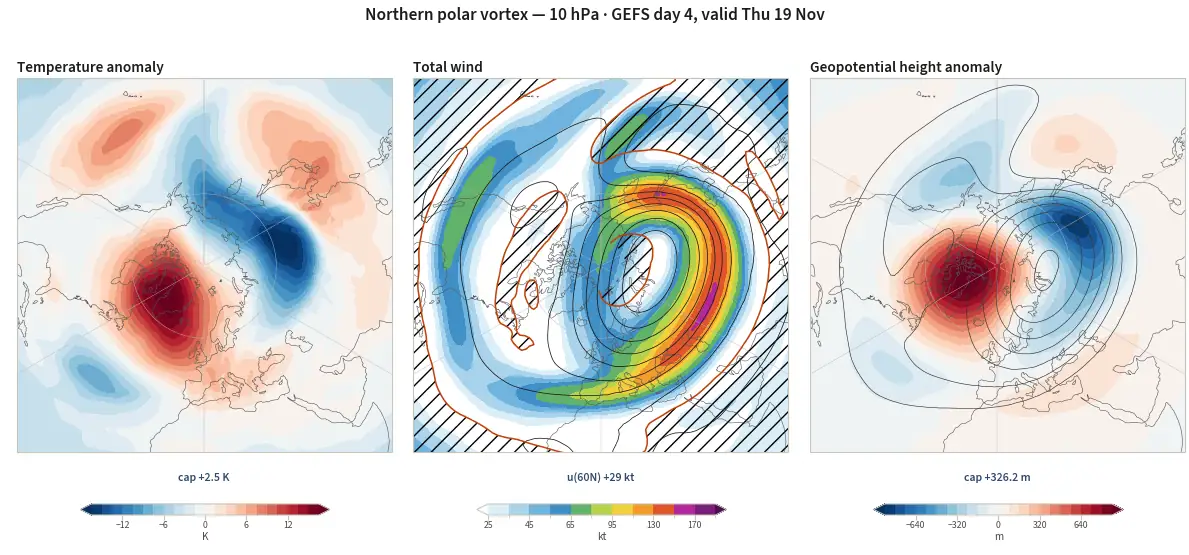 Northern polar vortex — 10 hPa · GEFS day 4, valid Thu 19 Nov
Temperature anomaly
Total wind
Geopotential height anomaly
cap +2.5 K
u(60N) +29 kt
cap +326.2 m
−12 −6 0 6 12
K
25 45 65 95 130 170
kt
−640 −320 0 320 640
m